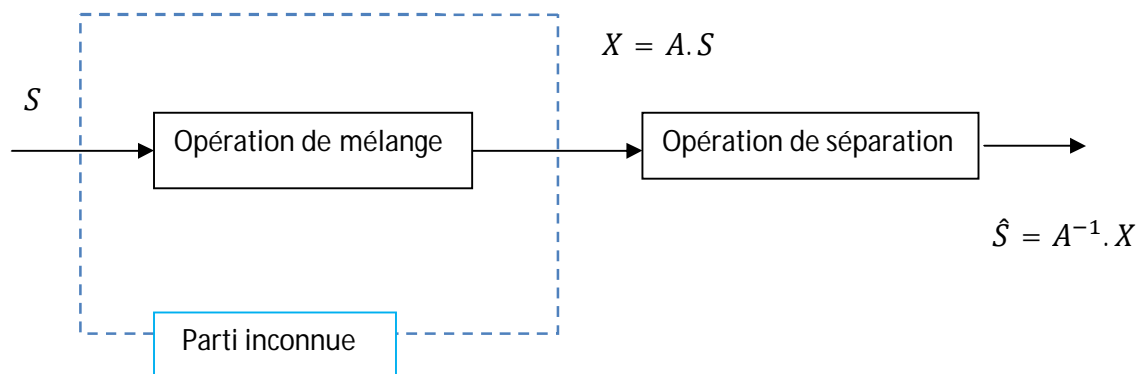 X = A. S
S
Opération de mélange
Opération de séparation
Ŝ = A⁻¹. X
Parti inconnue